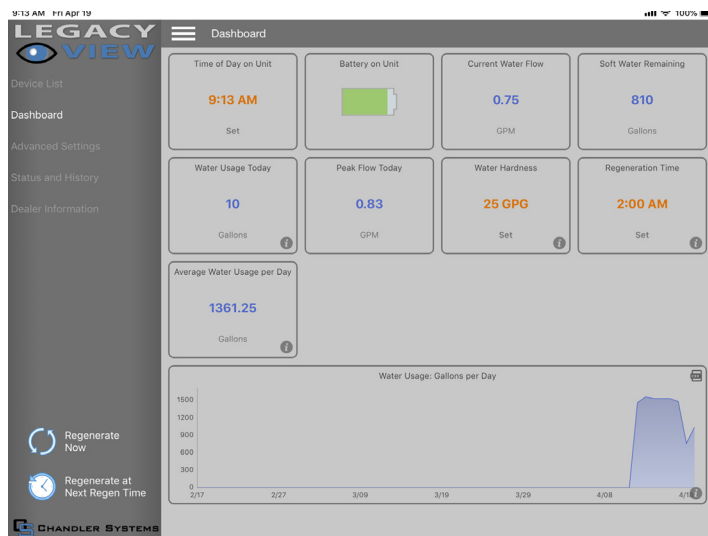 9:13 AM Fri Apr 19
100%
LEGACY
VIEW
Device List
Dashboard
Advanced Settings
Status and History
Dealer Information
Regenerate
Now
Regenerate at
Next Regen Time
CS CHANDLER SYSTEMS
Dashboard
Time of Day on Unit
9:13 AM
Set
Battery on Unit
Current Water Flow
0.75
GPM
Soft Water Remaining
810
Gallons
Water Usage Today
10
Gallons
i
Peak Flow Today
0.83
GPM
Water Hardness
25 GPG
Set
i
Regeneration Time
2:00 AM
Set
i
Average Water Usage per Day
1361.25
Gallons
i
Water Usage: Gallons per Day
1500
1200
900
600
300
0
2/17 2/27 3/09 3/19 3/29 4/08
i